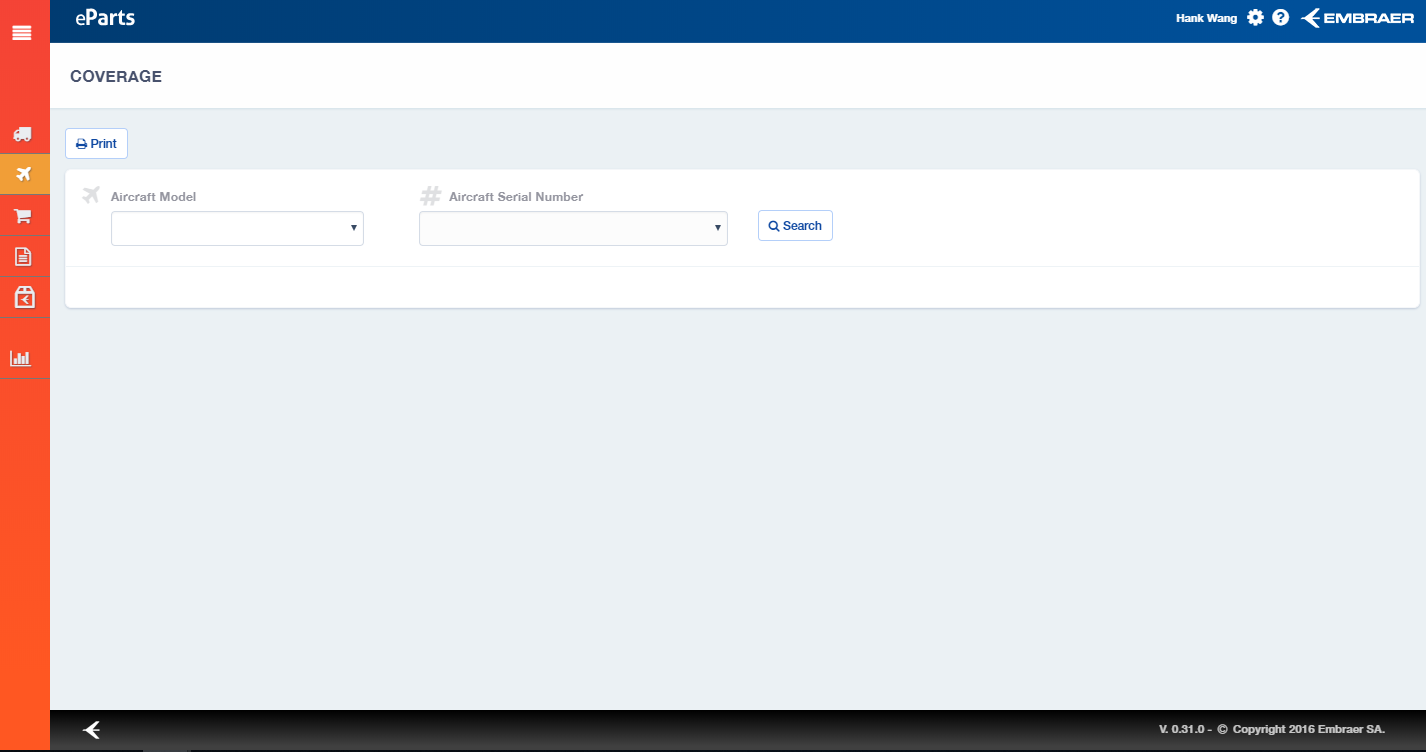 eParts
Hank Wang
EMBRAER
COVERAGE
Print
Aircraft Model
# Aircraft Serial Number
Search
V. 0.31.0 - © Copyright 2016 Embraer SA.